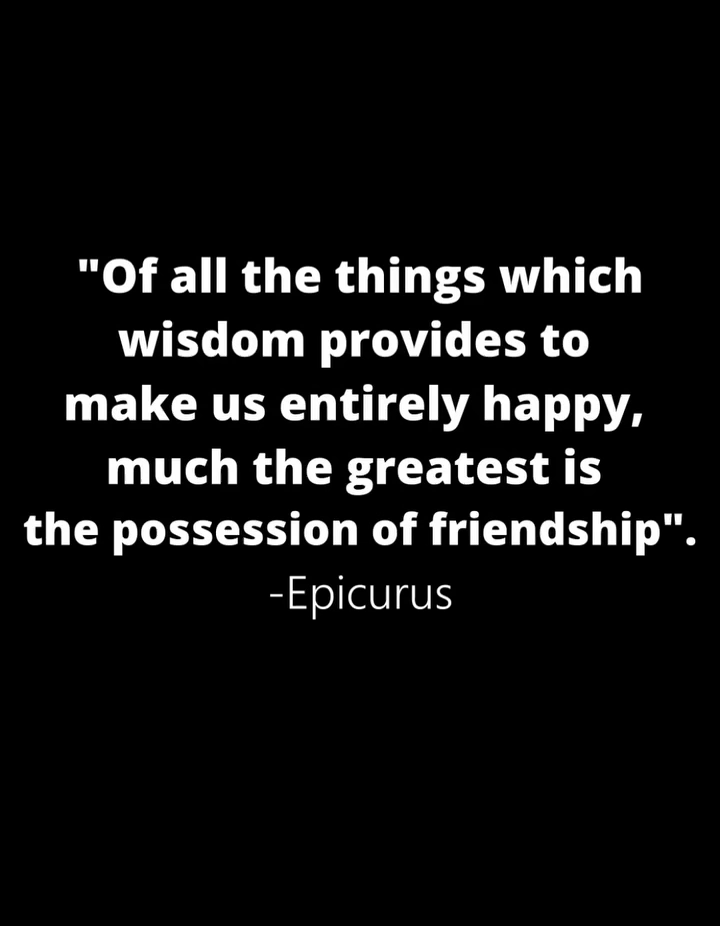 "Of all the things which
wisdom provides to
make us entirely happy,
much the greatest is
the possession of friendship".
-Epicurus